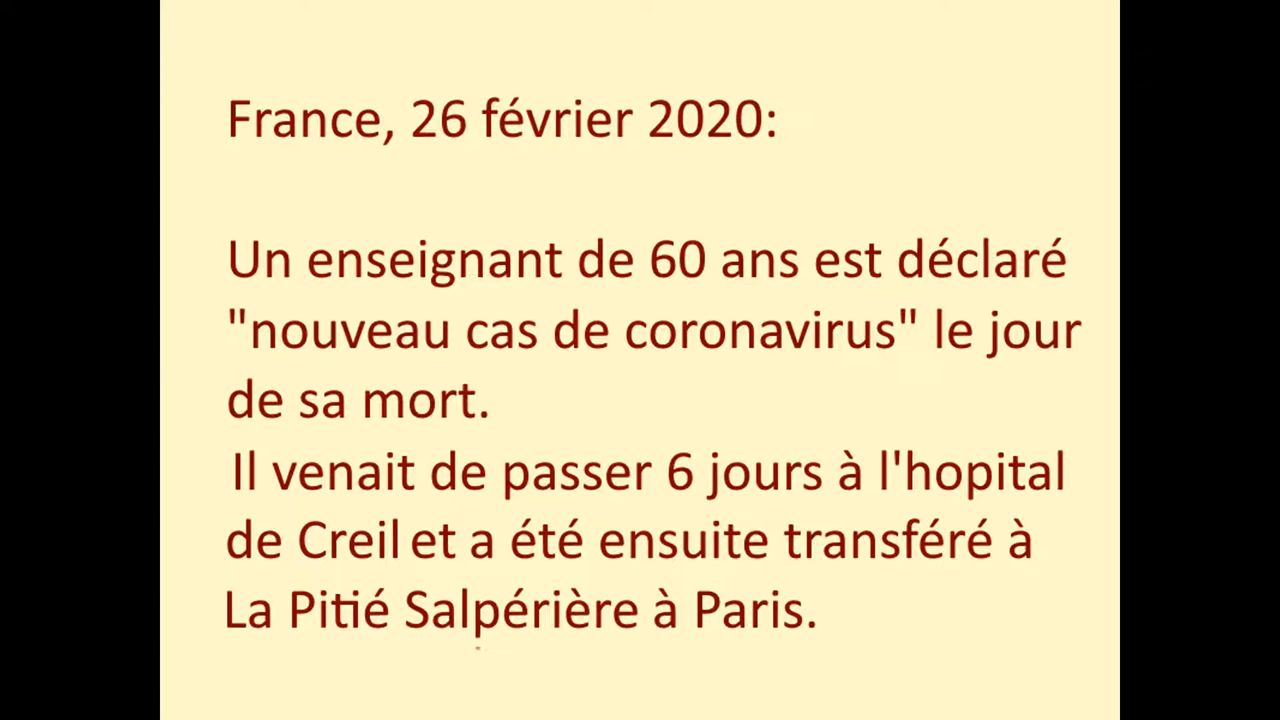 France, 26 février 2020:
Un enseignant de 60 ans est déclaré
"nouveau cas de coronavirus" le jour
de sa mort.
Il venait de passer 6 jours à l'hopital
de Creil et a été ensuite transféré à
La Pitié Salpérière à Paris.